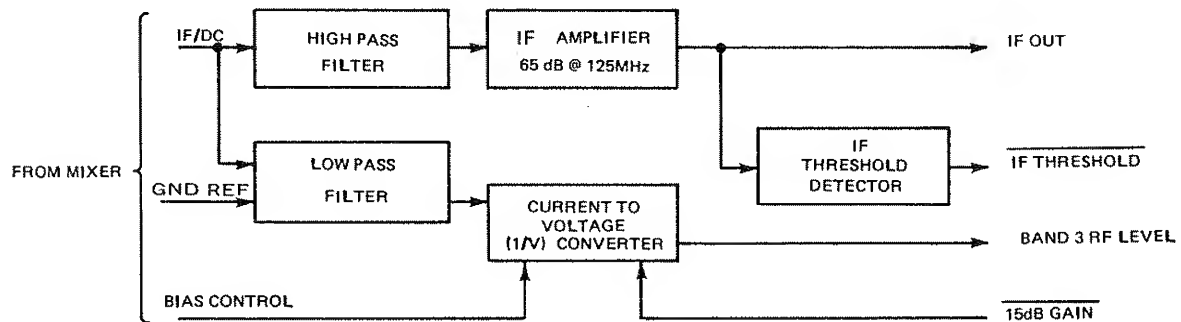 FROM MIXER
IF/DC
HIGH PASS
FILTER
IF AMPLIFIER
65 dB @ 125MHz
IF OUT
GND REF
LOW PASS
FILTER
IF
THRESHOLD
DETECTOR
IF THRESHOLD
CURRENT TO
VOLTAGE
(1/V) CONVERTER
BAND 3 RF LEVEL
BIAS CONTROL
15dB GAIN